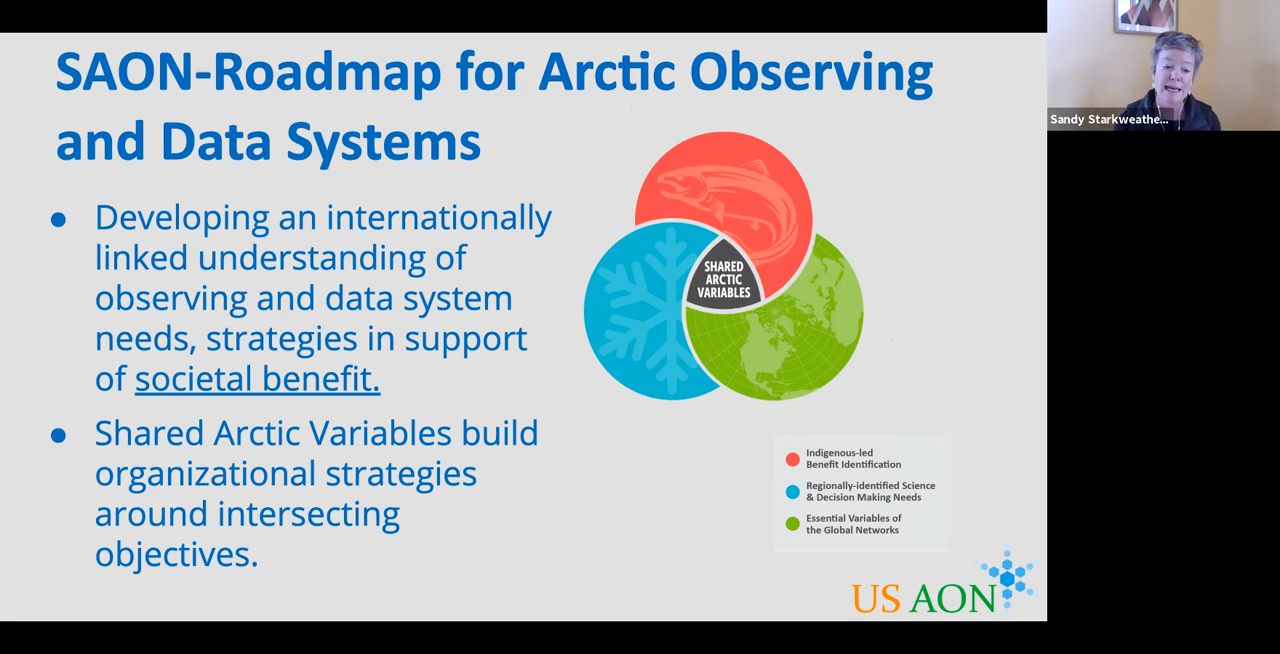 SAON-Roadmap for Arctic Observing
and Data Systems
● Developing an internationally
linked understanding of
observing and data system
needs, strategies in support
of societal benefit.
● Shared Arctic Variables build
organizational strategies
around intersecting
objectives.
SHARED
ARCTIC
VARIABLES
Indigenous-led
Benefit Identification
Regionally-identified Science
& Decision Making Needs
Essential Variables of
the Global Networks
US AON
Sandy Starkweathe...